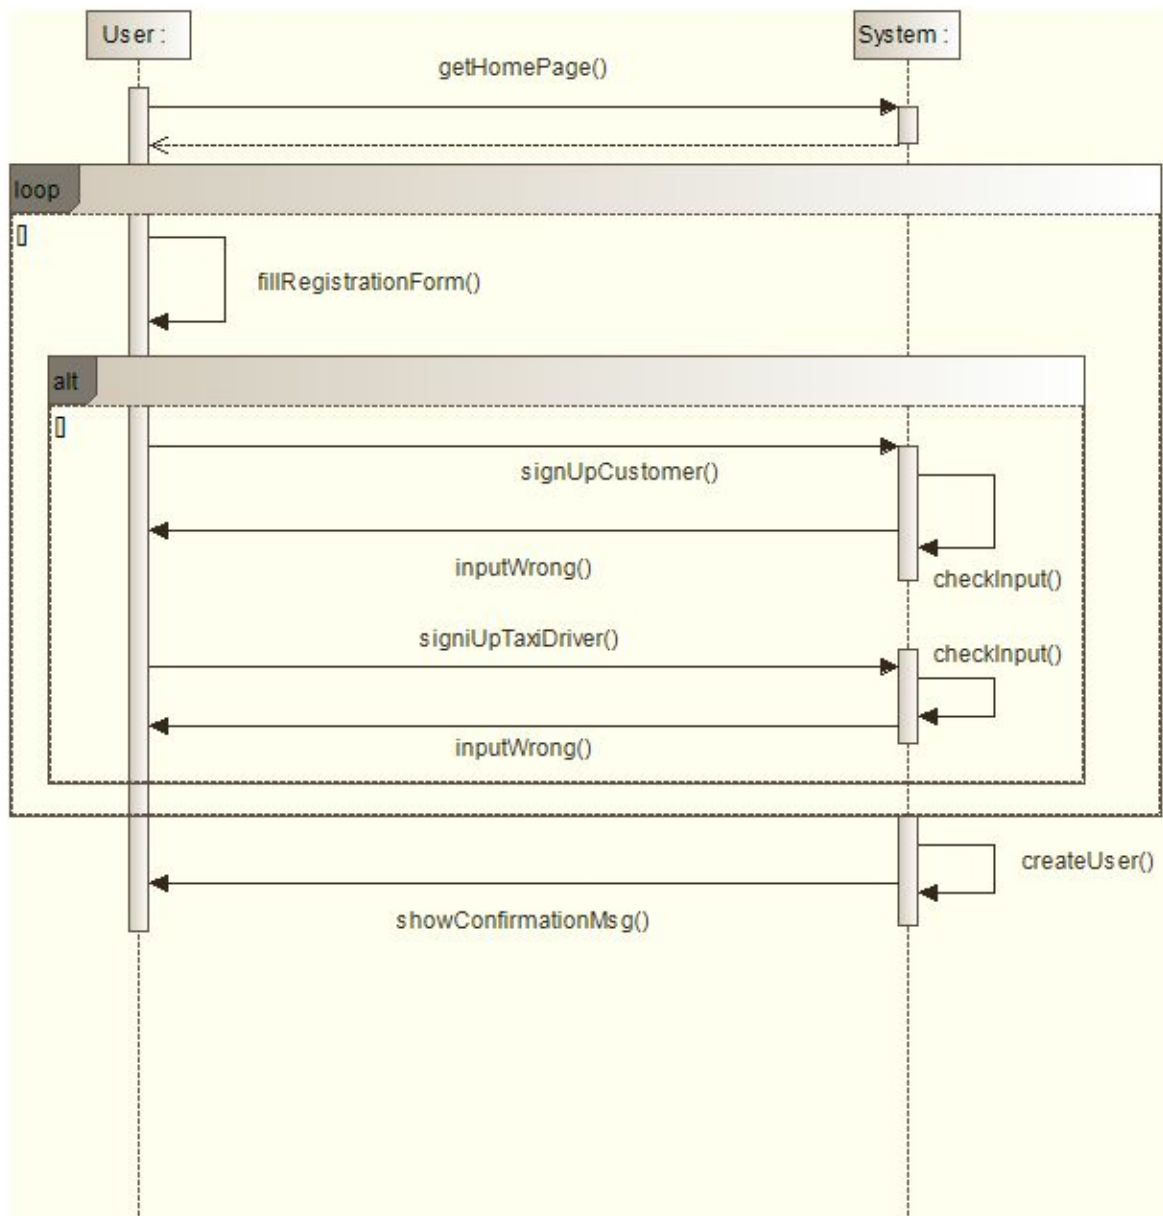 User :
System :
getHomePage()
loop
[]
fillRegistrationForm()
alt
[]
signUpCustomer()
inputWrong()
checkInput()
signiUpTaxiDriver()
checkInput()
inputWrong()
createUser()
showConfirmationMsg()